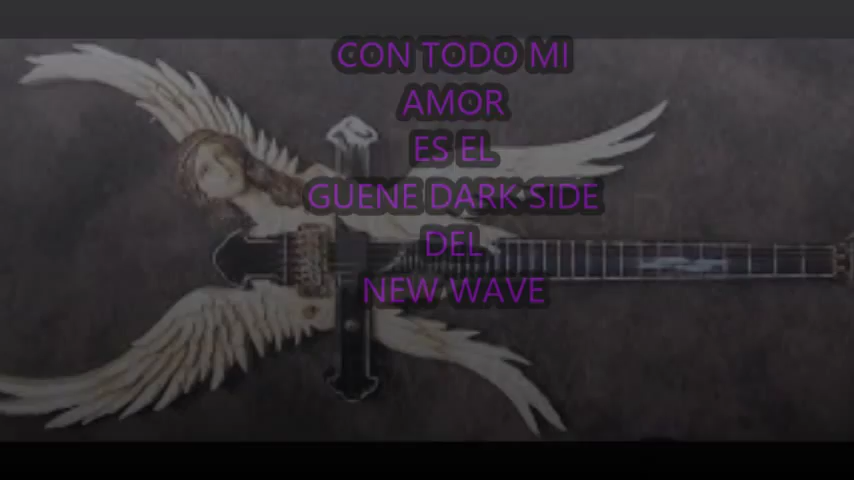 CON TODO MI
AMOR
ES EL
GUENE DARK SIDE
DEL
NEW WAVE